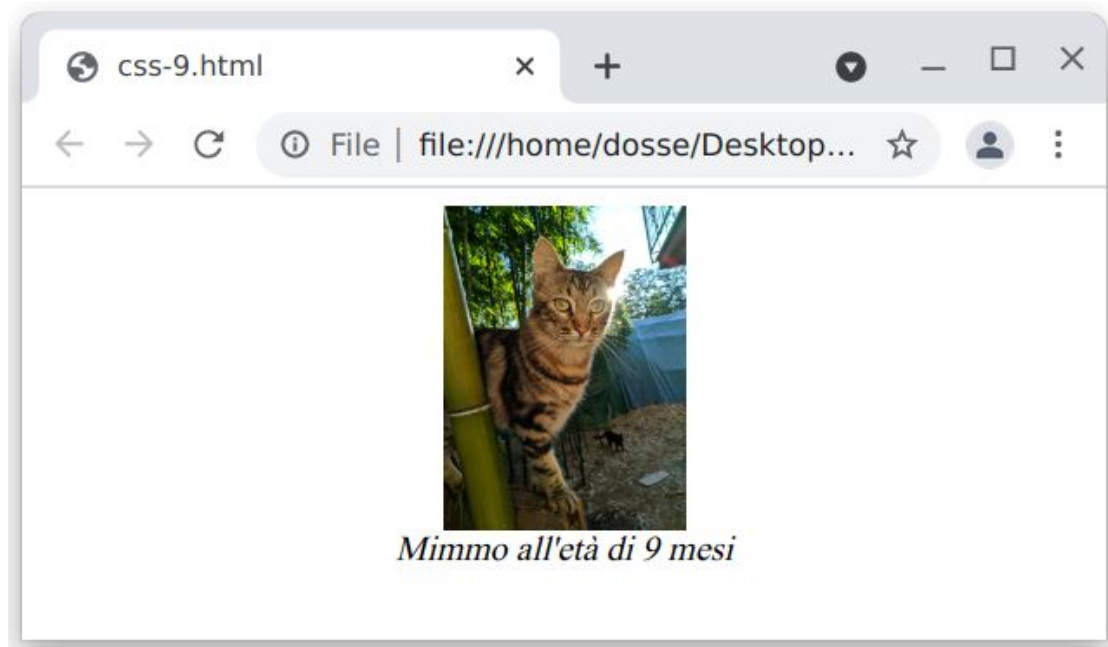 css-9.html
File | file:///home/dosse/Desktop...
Mimmo all'età di 9 mesi